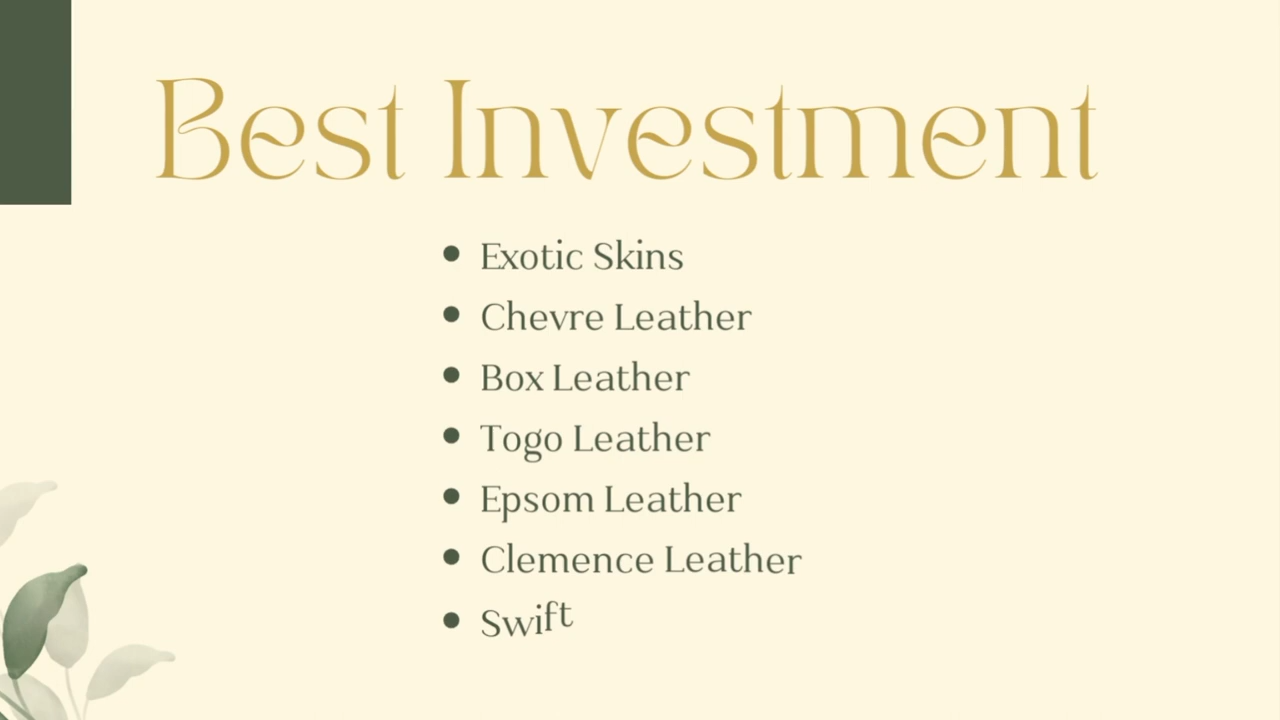 Best Investment
• Exotic Skins
• Chevre Leather
• Box Leather
• Togo Leather
• Epsom Leather
• Clemence Leather
• Swift